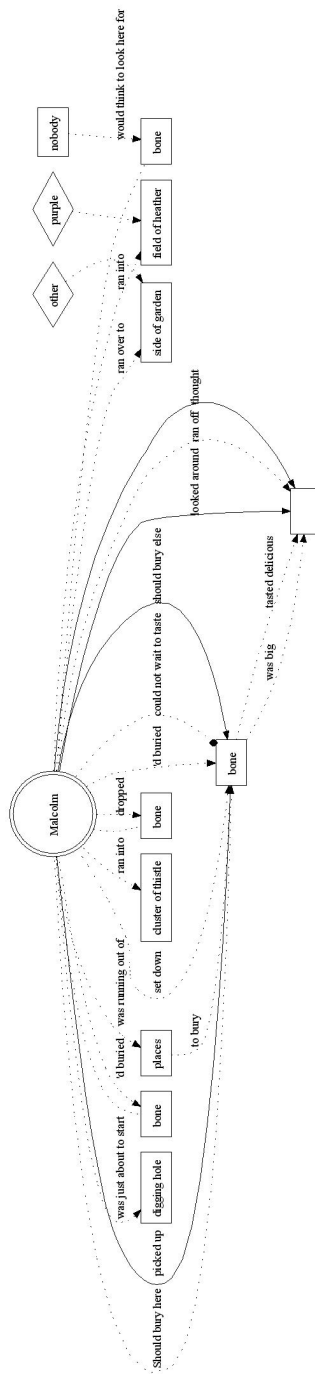 nobody
purple
other
would think to look here for
bone
field of heather
side of garden
ran into
ran over to
thought
ran off
looked around
should bury else
could not wait to taste
'd buried
dropped
ran into
set down
was running out of
'd buried
was just about to start
picked up
Should bury here
Malcolm
bone
cluster of thistle
places
bone
digging hole
to bury
bone
tasted delicious
was big